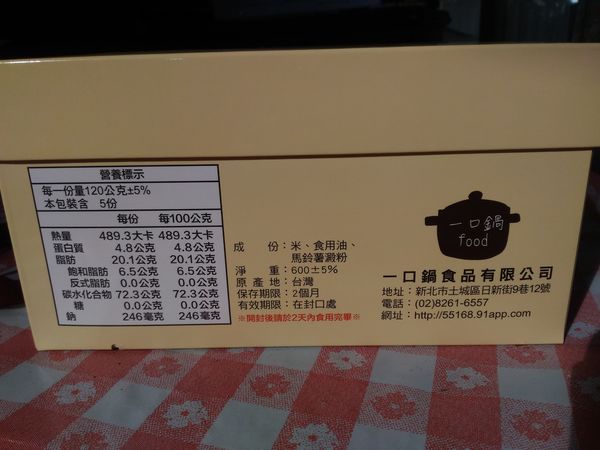 營養標示
每一份量120公克±5%
本包裝含 5份
每份 每100公克
熱量 489.3大卡 489.3大卡
蛋白質 4.8公克 4.8公克
脂肪 20.1公克 20.1公克
飽和脂肪 6.5公克 6.5公克
反式脂肪 0.0公克 0.0公克
碳水化合物 72.3公克 72.3公克
糖 0.0公克 0.0公克
鈉 246毫克 246毫克
成份：米、食用油、
馬鈴薯澱粉
淨重：600±5%
原產地：台灣
保存期限：2個月
有效期限：在封口處
※開封後請於2天內食用完畢※
一口鍋
food
一口鍋食品有限公司
地址：新北市土城區日新街9巷12號
電話：(02)8261-6557
網址：http://55168.91app.com